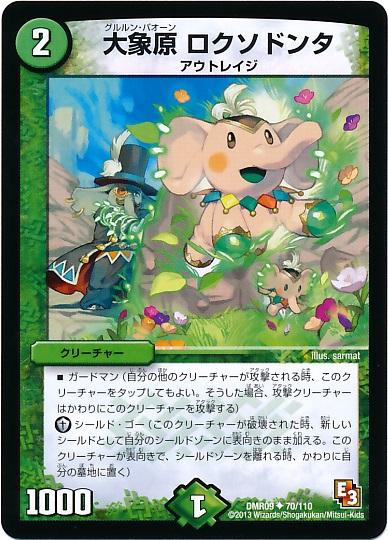 グルルン・パオーン
2 大象原 ロクソドンタ
アウトレイジ
クリーチャー
Illus. sarmat
■ ガードマン(自分の他のクリーチャーが攻撃される時、このク
リーチャーをタップしてもよい。そうした場合、攻撃クリーチャー
はかわりにこのクリーチャーを攻撃する)
シールド・ゴー(このクリーチャーが破壊された時、新しい
シールドとして自分のシールドゾーンに表向きのまま加える。この
クリーチャーが表向きで、シールドゾーンを離れる時、かわりに自
分の墓地に置く)
1000
1
E3
DMR09 ◆ 70/110
©2013 Wizards/Shogakukan/Mitsui-Kids